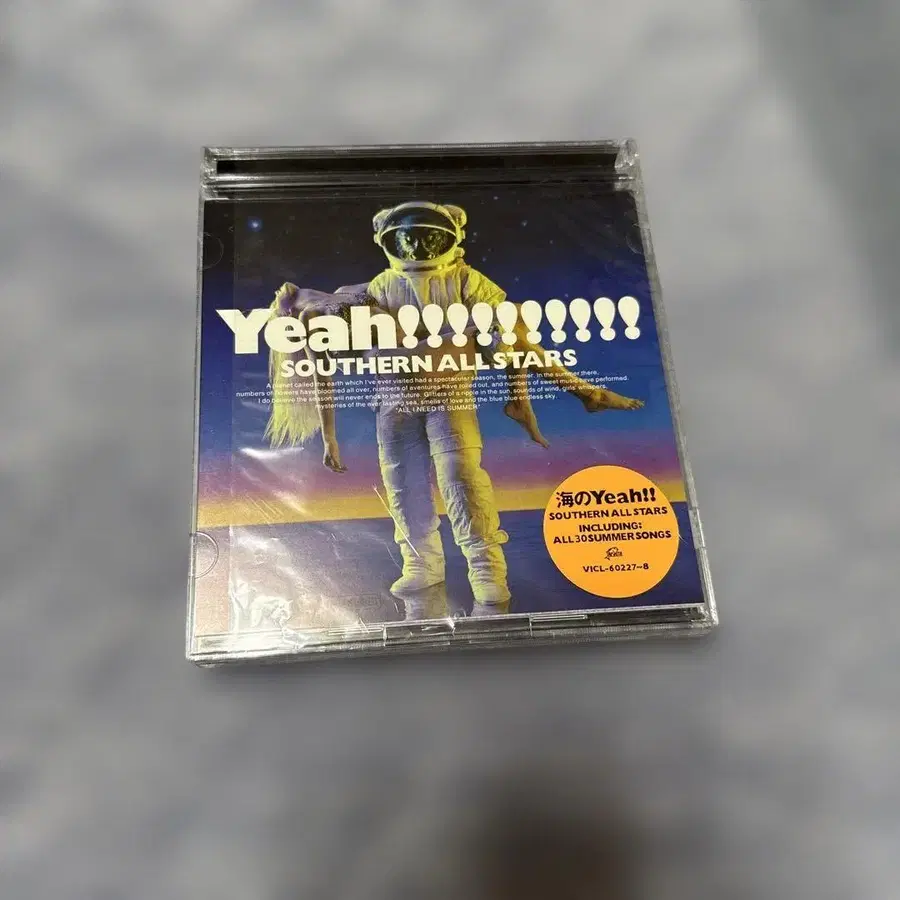 Yeah!!!!!!!!!!
SOUTHERN ALL STARS
A planet called the earth which I've ever visited had a spectacular season, the summer. In the summer there,
numbers of flowers have bloomed all over, numbers of eventures have rolled out, and numbers of sweet music have performed.
I do believe the season will never ends to the future. Glitters of a ripple in the sun, sounds of wind, girls' whispers,
mysteries of the ever lasting sea, smells of love and the blue blue endless sky.
"ALL I NEED IS SUMMER"
海のYeah!!
SOUTHERN ALL STARS
INCLUDING:
ALL 30 SUMMER SONGS
VICL-60227~8